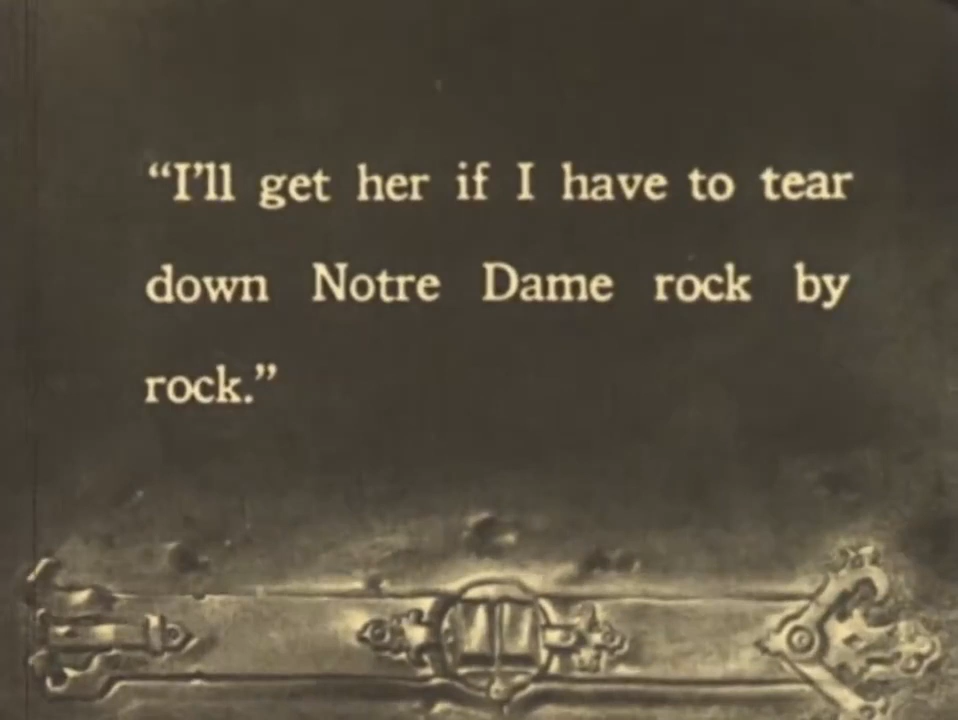 “I’ll get her if I have to tear
down Notre Dame rock by
rock.”